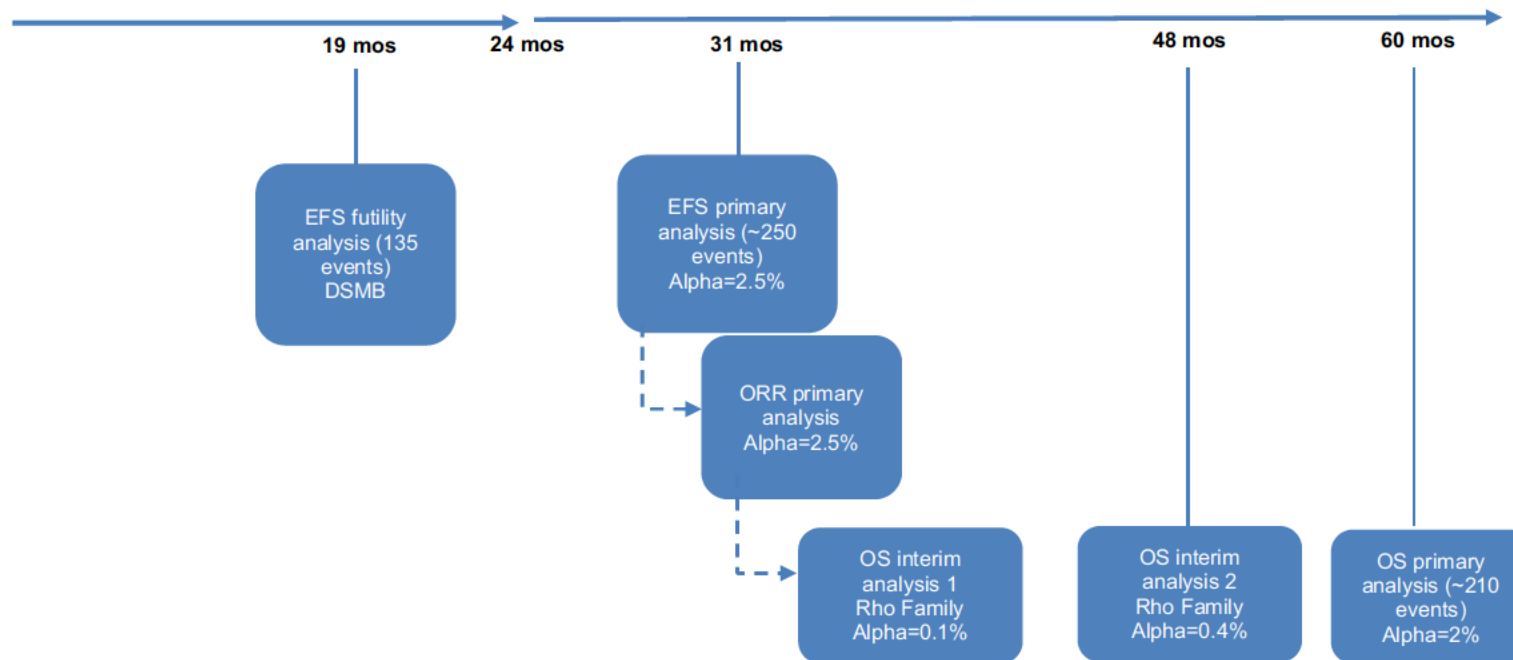 19 mos
24 mos
31 mos
48 mos
60 mos
EFS futility
analysis (135
events)
DSMB
EFS primary
analysis (~250
events)
Alpha=2.5%
ORR primary
analysis
Alpha=2.5%
OS interim
analysis 1
Rho Family
Alpha=0.1%
OS interim
analysis 2
Rho Family
Alpha=0.4%
OS primary
analysis (~210
events)
Alpha=2%